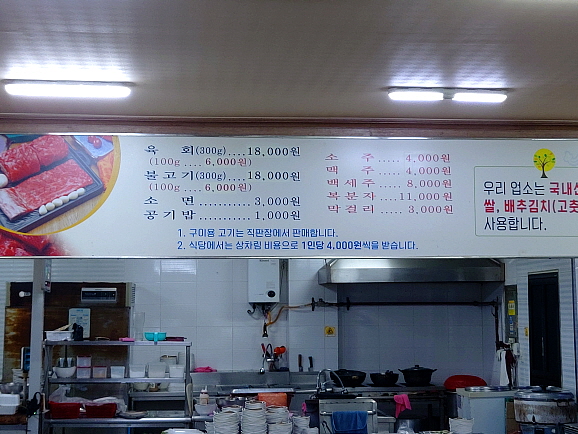 육 회(300g)....18,000원
(100g .... 6,000원)
불고기(300g)....18,000원
(100g .... 6,000원)
소 면............3,000원
공기밥............1,000원
소 주.....4,000원
맥 주.....4,000원
백세주.....8,000원
복분자....11,000원
막걸리.....3,000원
1. 구미용 고기는 직판장에서 판매합니다.
2. 식당에서는 상차림 비용으로 1인당 4,000원씩을 받습니다.
우리 업소는 국내산
쌀, 배추김치(고춧
사용합니다.